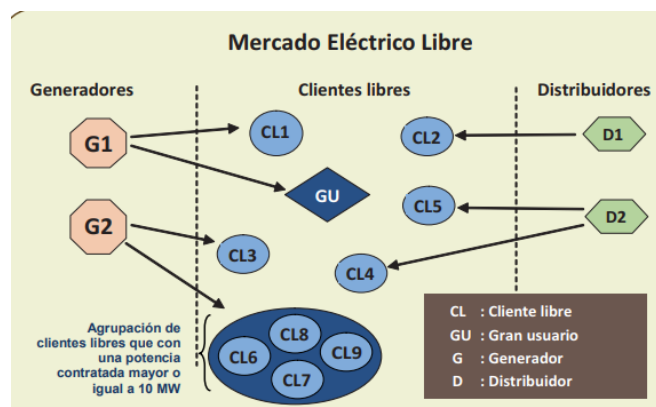 Mercado Eléctrico Libre
Generadores
Clientes libres
Distribuidores
G1
CL1
CL2
D1
GU
G2
CL5
D2
CL3
CL4
Agrupación de
clientes libres que con
una potencia
contratada mayor o
igual a 10 MW
CL8
CL6
CL9
CL7
CL : Cliente libre
GU : Gran usuario
G : Generador
D : Distribuidor